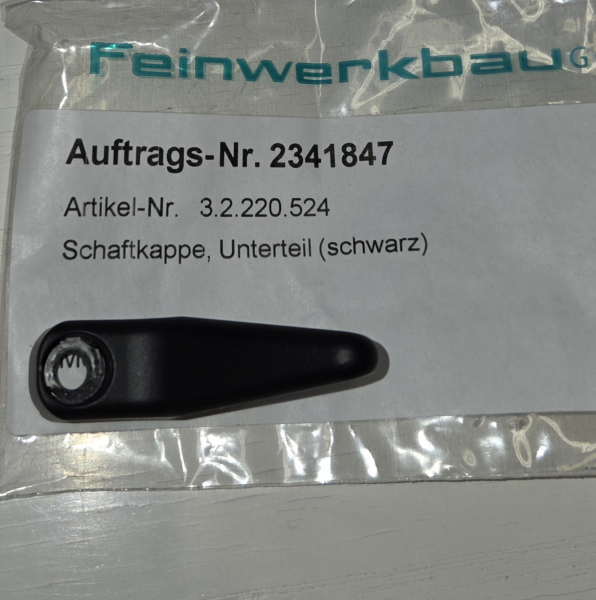 Feinwerkbau G
Auftrags-Nr. 2341847
Artikel-Nr. 3.2.220.524
Schaftkappe, Unterteil (schwarz)